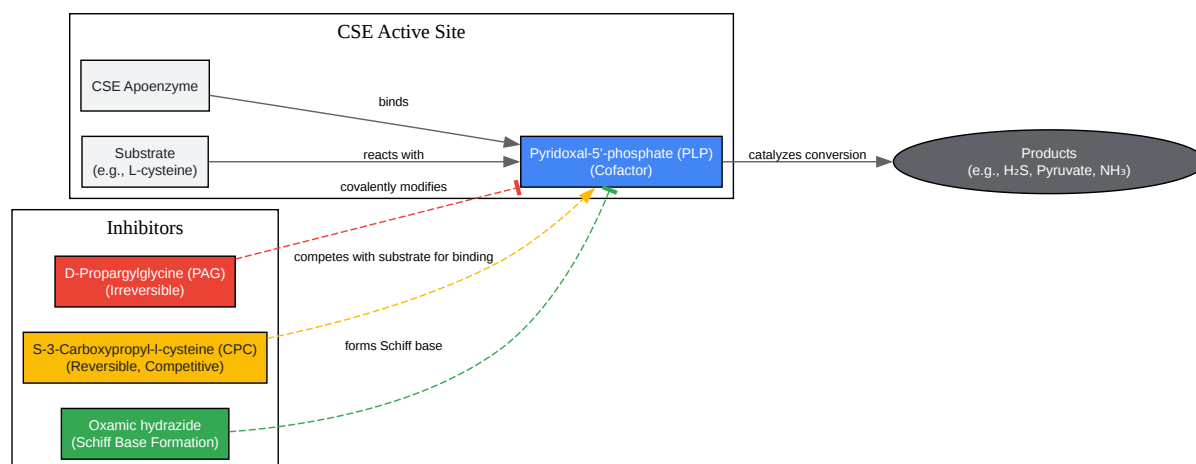 CSE Active Site
CSE Apoenzyme
binds
Substrate
(e.g., L-cysteine)
reacts with
Pyridoxal-5'-phosphate (PLP)
(Cofactor)
catalyzes conversion
Products
(e.g., H₂S, Pyruvate, NH₃)
covalently modifies
Inhibitors
D-Propargylglycine (PAG)
(Irreversible)
competes with substrate for binding
S-3-Carboxypropyl-l-cysteine (CPC)
(Reversible, Competitive)
forms Schiff base
Oxamic hydrazide
(Schiff Base Formation)